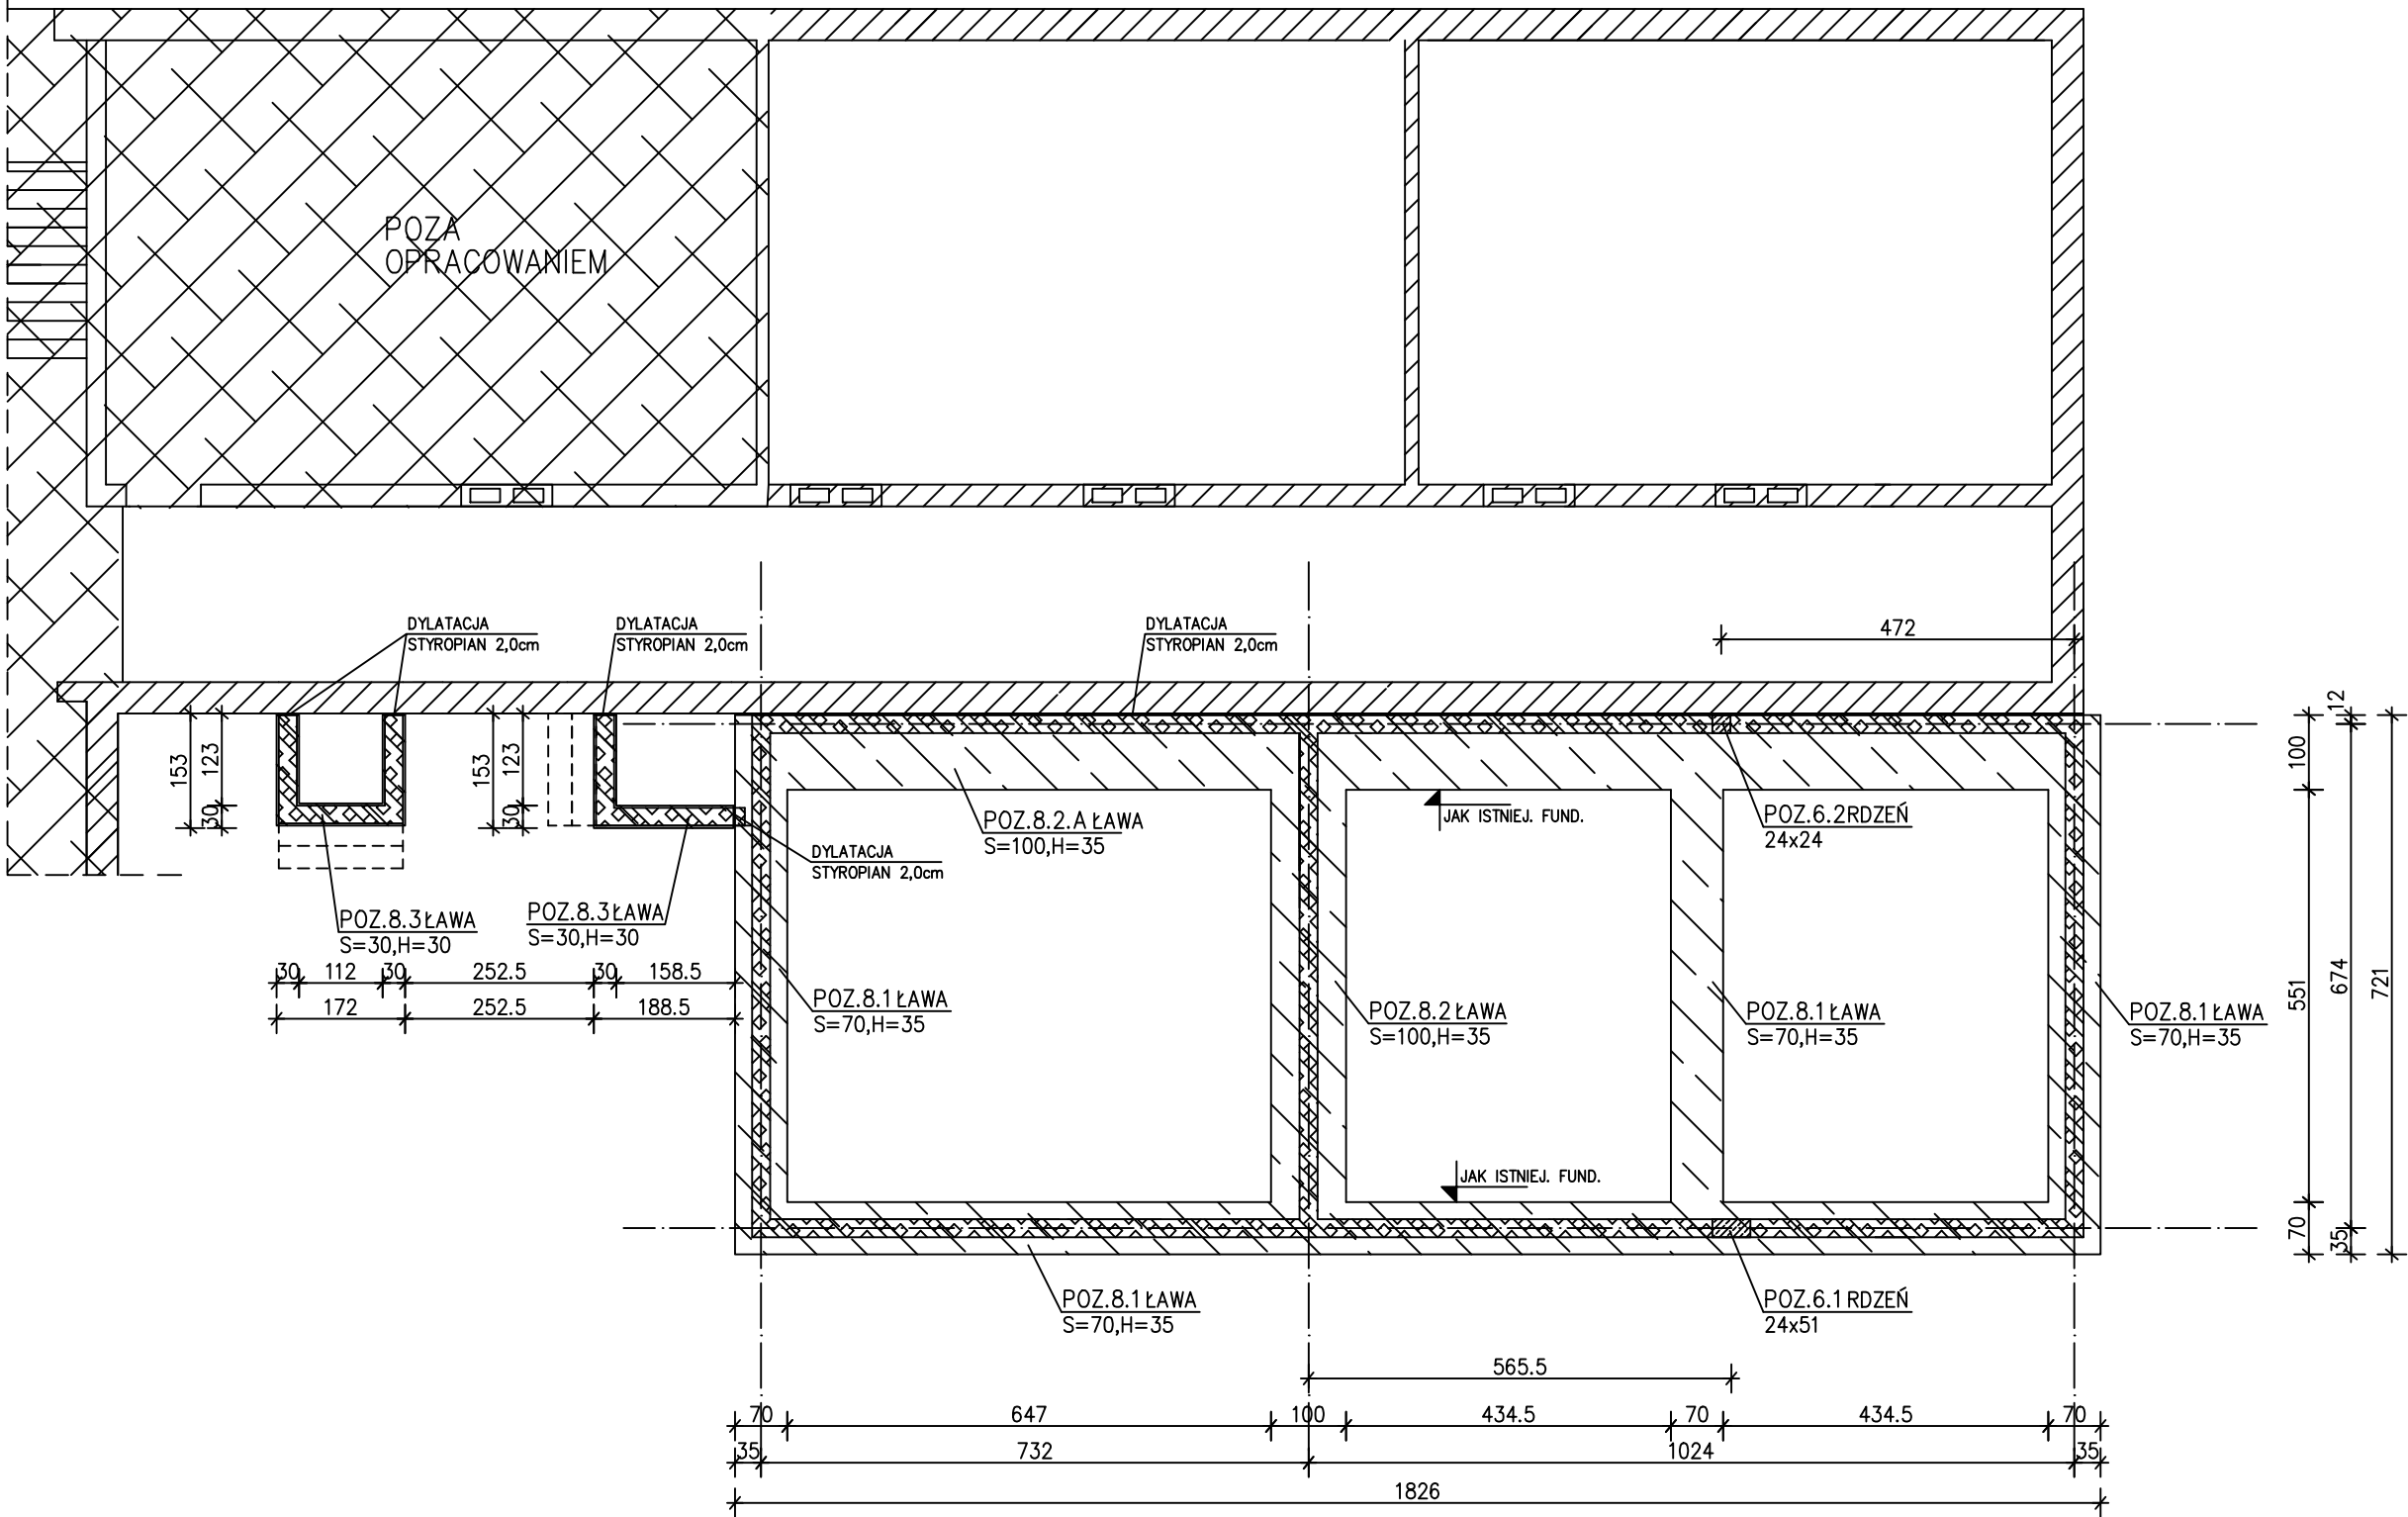 POZA
OPRACOWANIEM
DYLATACJA
STYROPIAN 2,0cm
DYLATACJA
STYROPIAN 2,0cm
DYLATACJA
STYROPIAN 2,0cm
472
153
123
30
153
123
30
12
100
551
70
674
35
721
POZ.8.2.A ŁAWA
S=100,H=35
JAK ISTNIEJ. FUND.
POZ.6.2 RDZEŃ
24x24
DYLATACJA
STYROPIAN 2,0cm
POZ.8.3 ŁAWA
S=30,H=30
POZ.8.3 ŁAWA
S=30,H=30
30 112 30 252.5 30 158.5
172 252.5 188.5
POZ.8.1 ŁAWA
S=70,H=35
POZ.8.2 ŁAWA
S=100,H=35
POZ.8.1 ŁAWA
S=70,H=35
POZ.8.1 ŁAWA
S=70,H=35
JAK ISTNIEJ. FUND.
POZ.8.1 ŁAWA
S=70,H=35
POZ.6.1 RDZEŃ
24x51
565.5
70 647 100 434.5 70 434.5 70
35 732 1024 35
1826